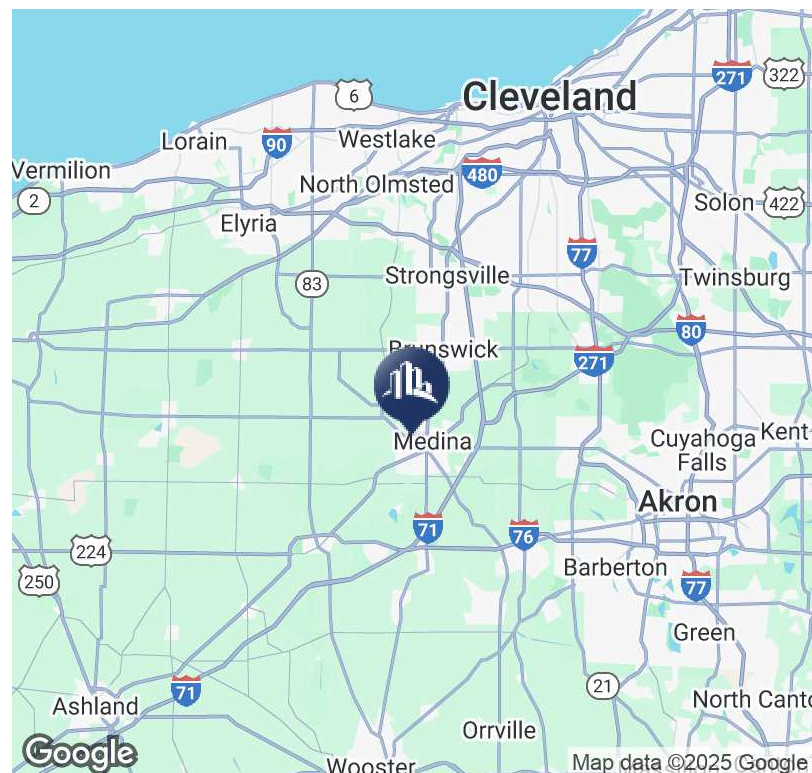 322
271
Cleveland
6
Lorain
90
Westlake
Vermilion
480
North Olmsted
2
Solon
422
Elyria
77
Strongsville
Twinsburg
83
80
Brunswick
271
Medina
Cuyahoga
Falls
Kent
Akron
71
76
224
250
Barberton
77
Green
21
71
North Canto
Ashland
Orrville
Google
Wooster
Map data ©2025 Google